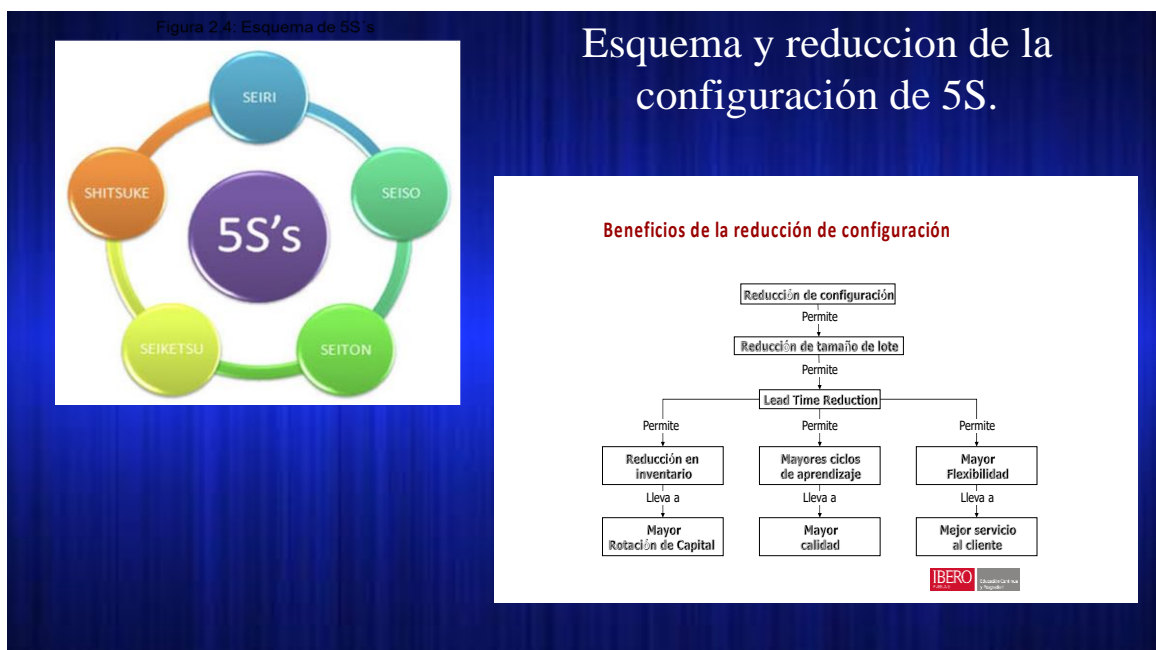 Figura 2.4: Esquema de 5S´s
SEIRI
SHITSUKE
SEISO
5S's
SEIKETSU
SEITON
Esquema y reduccion de la
configuración de 5S.
Beneficios de la reducción de configuración
Reducción de configuración
Permite
Reducción de tamaño de lote
Permite
Lead Time Reduction
Permite
Permite
Permite
Reducción en
inventario
Mayores ciclos
de aprendizaje
Mayor
Flexibilidad
Lleva a
Lleva a
Lleva a
Mayor
Rotación de Capital
Mayor
calidad
Mejor servicio
al cliente
IBERO